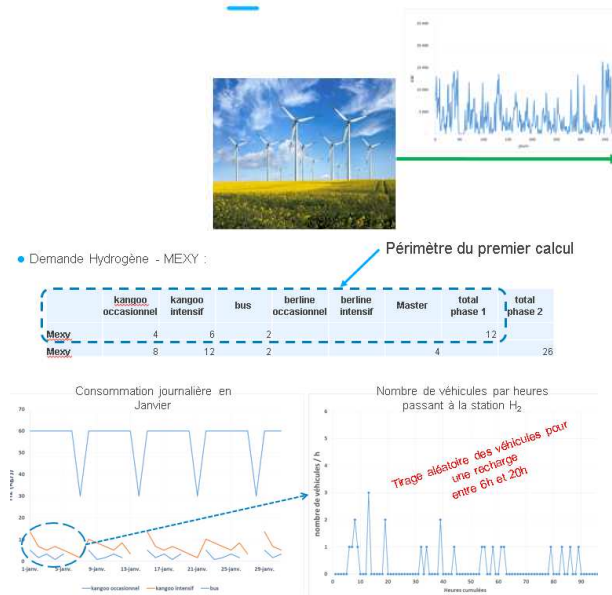 Périmètre du premier calcul
Demande Hydrogène - MEXY :
kangoo occasionnel kangoo intensif bus berline occasionnel berline intensif Master total phase 1 total phase 2
Mexy 4 6 2 12
Mexy 8 12 2 4 26
Consommation journalière en
Janvier
70
60
50
40
30
20
10
0
1-janv. 5-janv. 9-janv. 13-janv. 17-janv. 21-janv. 25-janv. 29-janv.
kangoo occasionnel kangoo intensif bus
Nombre de véhicules par heures
passant à la station H₂
Tirage aléatoire des véhicules pour
une recharge
entre 6h et 20h
nombre de véhicules / h
6
5
4
3
2
1
0
0 10 20 30 40 50 60 70 80 90
Heures cumulées